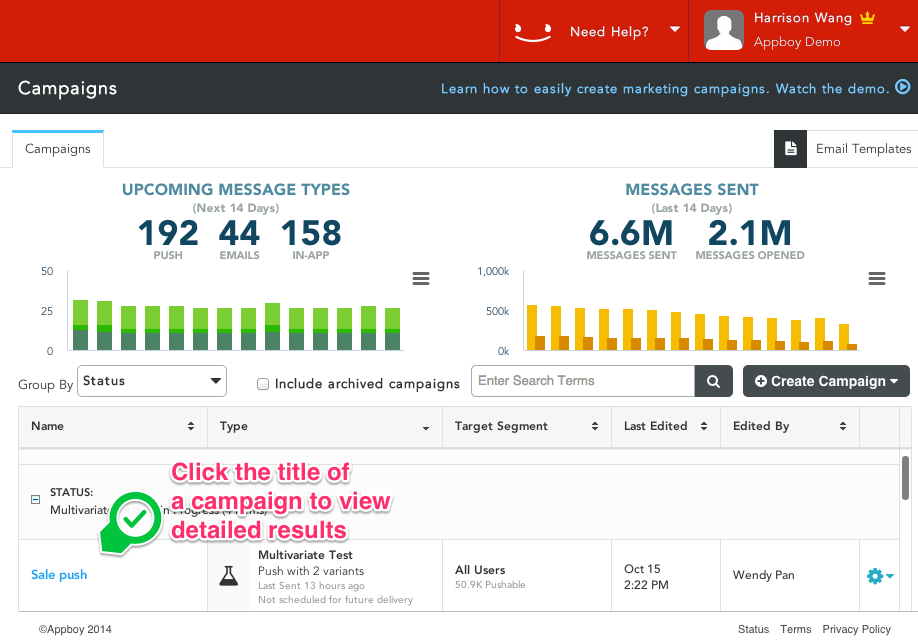 Need Help?
Harrison Wang
Appboy Demo
Campaigns
Learn how to easily create marketing campaigns. Watch the demo.
Campaigns
Email Templates
UPCOMING MESSAGE TYPES
(Next 14 Days)
192 44 158
PUSH EMAILS IN-APP
50
25
0
MESSAGES SENT
(Last 14 Days)
6.6M 2.1M
MESSAGES SENT MESSAGES OPENED
1,000k
500k
0k
Group By Status
Include archived campaigns
Enter Search Terms
Create Campaign
Name Type Target Segment Last Edited Edited By
STATUS:
Click the title of
a campaign to view
detailed results
Sale push
Multivariate Test
Push with 2 variants
Last Sent 13 hours ago
Not scheduled for future delivery
All Users
50.9K Pushable
Oct 15
2:22 PM
Wendy Pan
©Appboy 2014
Status Terms Privacy Policy